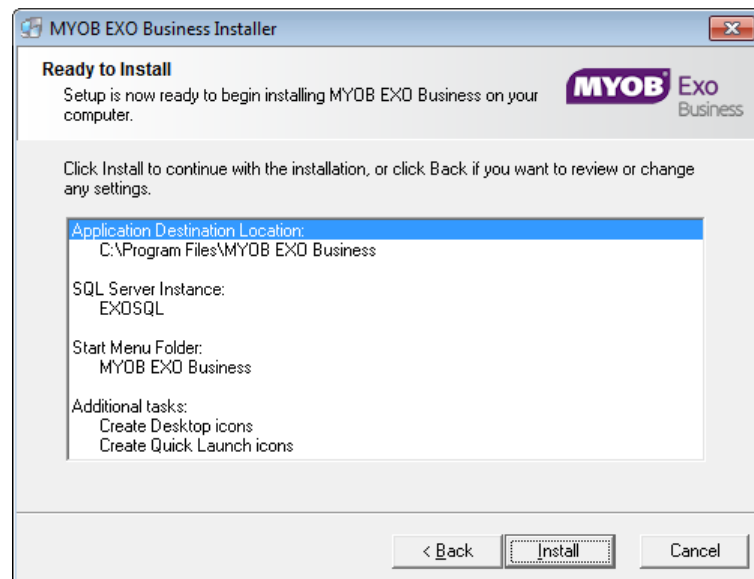 MYOB EXO Business Installer
Ready to Install
Setup is now ready to begin installing MYOB EXO Business on your
computer.
MYOB Exo
Business
Click Install to continue with the installation, or click Back if you want to review or change
any settings.
Application Destination Location:
C:\Program Files\MYOB EXO Business
SQL Server Instance:
EXOSQL
Start Menu Folder:
MYOB EXO Business
Additional tasks:
Create Desktop icons
Create Quick Launch icons
< Back Install Cancel